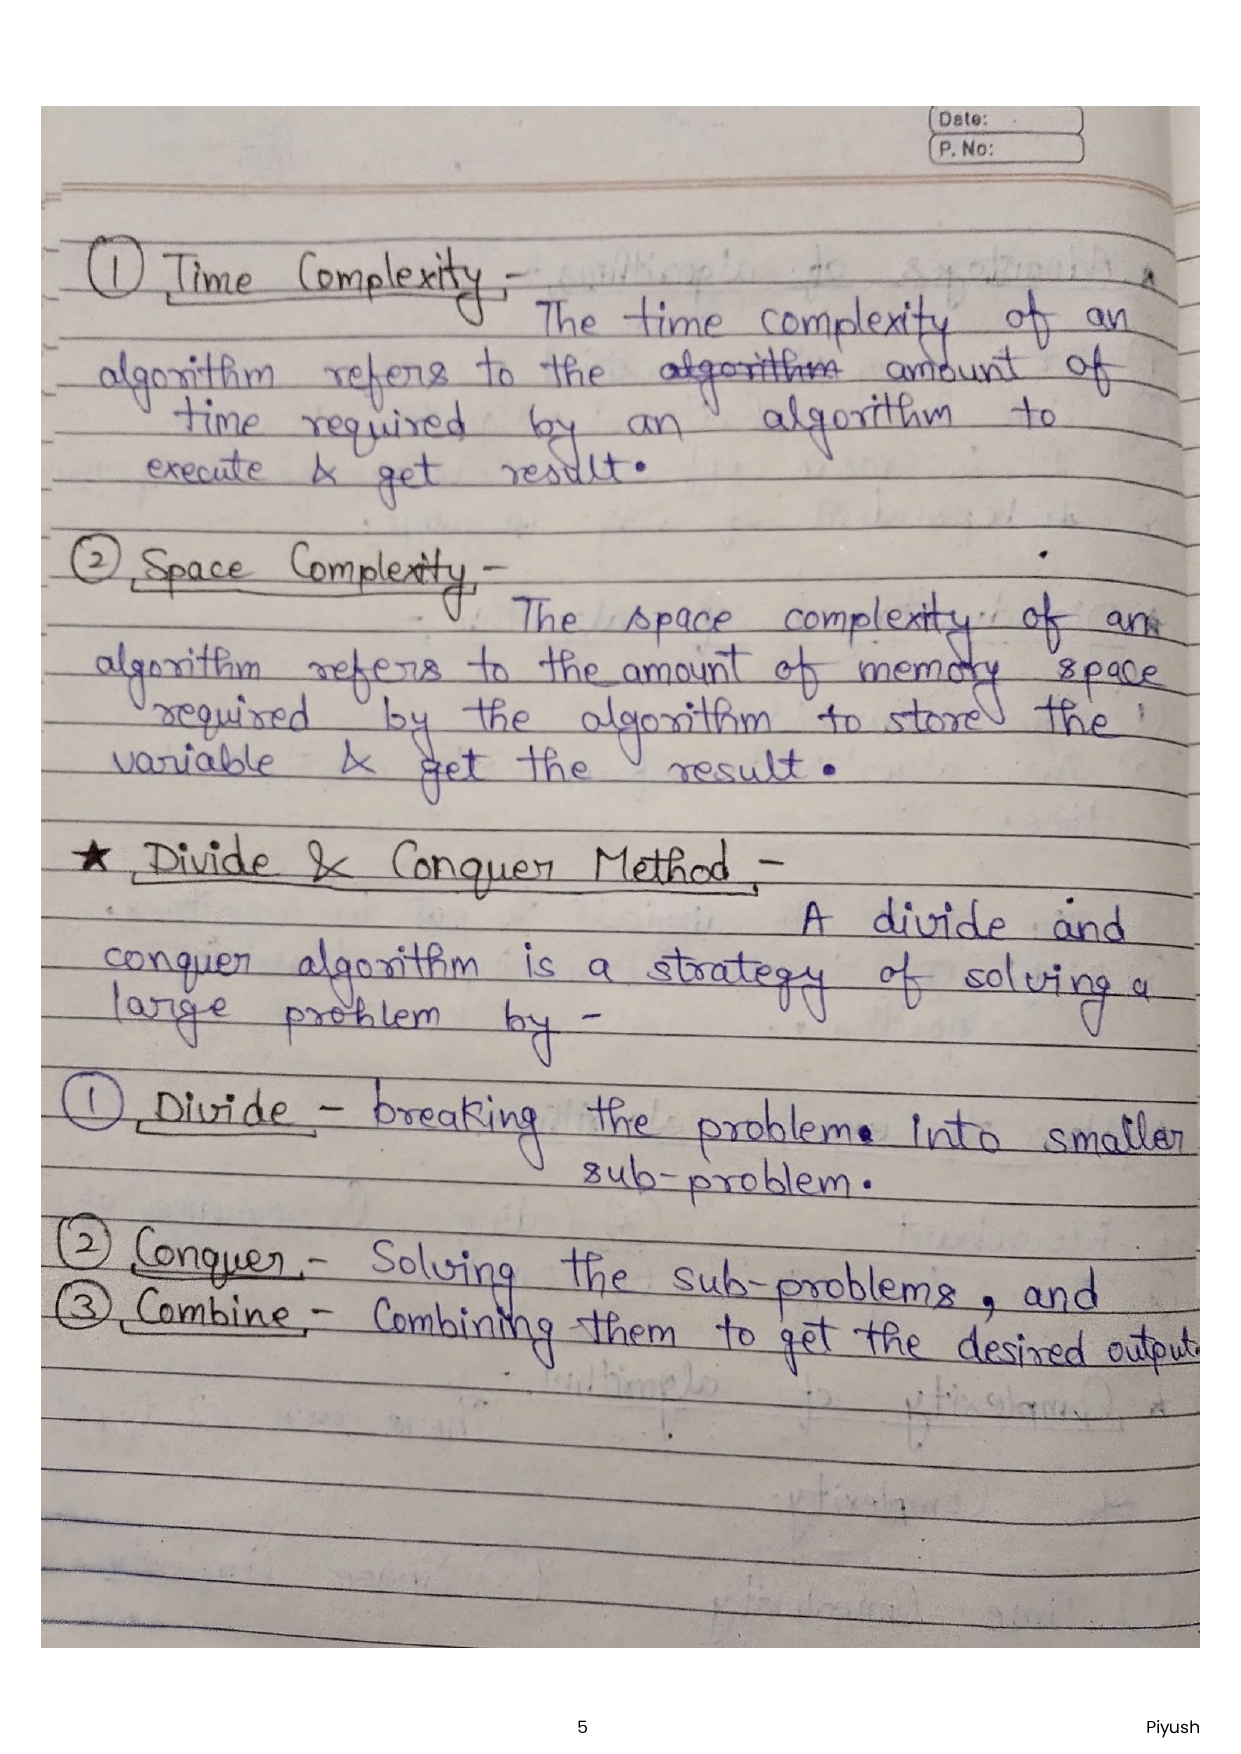 Date:
P. No:
① Time Complexity,-
The time complexity of an
algorithm refers to the algorithm amount of
time required by an algorithm to
execute & get result.
② Space Complexity,-
The space complexity of an
algorithm refers to the amount of memory space
required by the algorithm to store the
variable & get the result.
★ Divide & Conquer Method,-
A divide and
conquer algorithm is a strategy of solving a
large problem by -
① Divide - breaking the problem. into smaller
sub-problem.
② Conquer,- Solving the sub-problems, and
③ Combine,- Combining them to get the desired output.
5
Piyush